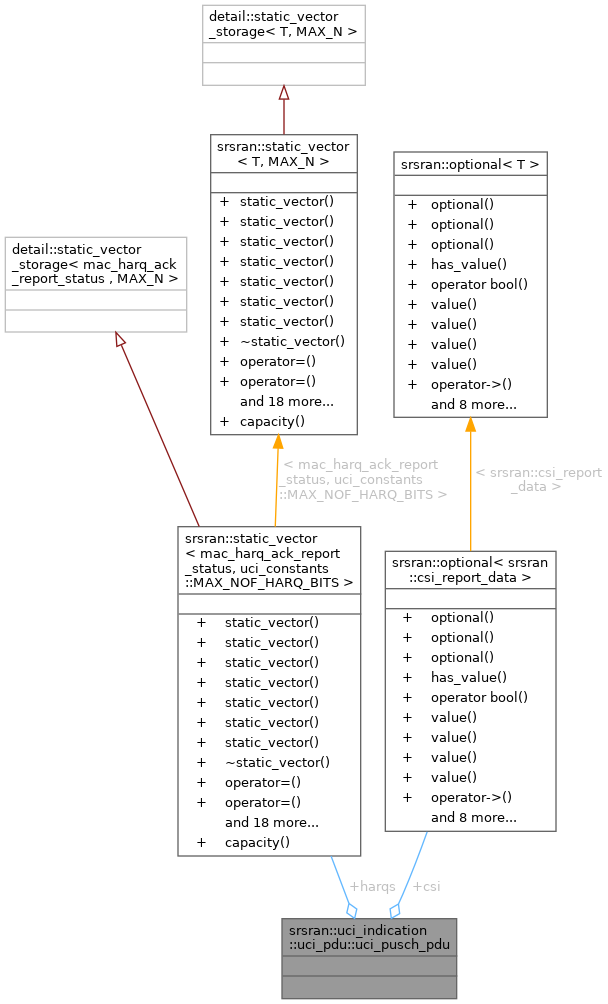 detail::static_vector
_storage< T, MAX_N >
srsran::static_vector
< T, MAX_N >
+ static_vector()
+ static_vector()
+ static_vector()
+ static_vector()
+ static_vector()
+ static_vector()
+ static_vector()
+ ~static_vector()
+ operator=()
+ operator=()
and 18 more...
+ capacity()
srsran::optional< T >
+ optional()
+ optional()
+ optional()
+ has_value()
+ operator bool()
+ value()
+ value()
+ value()
+ value()
+ operator->()
and 8 more...
detail::static_vector
_storage< mac_harq_ack
_report_status , MAX_N >
< mac_harq_ack_report
_status, uci_constants
::MAX_NOF_HARQ_BITS >
< srsran::csi_report
_data >
srsran::static_vector
< mac_harq_ack_report
_status, uci_constants
::MAX_NOF_HARQ_BITS >
+ static_vector()
+ static_vector()
+ static_vector()
+ static_vector()
+ static_vector()
+ static_vector()
+ static_vector()
+ ~static_vector()
+ operator=()
+ operator=()
and 18 more...
+ capacity()
srsran::optional< srsran
::csi_report_data >
+ optional()
+ optional()
+ optional()
+ has_value()
+ operator bool()
+ value()
+ value()
+ value()
+ value()
+ operator->()
and 8 more...
+harqs
+csi
srsran::uci_indication
::uci_pdu::uci_pusch_pdu